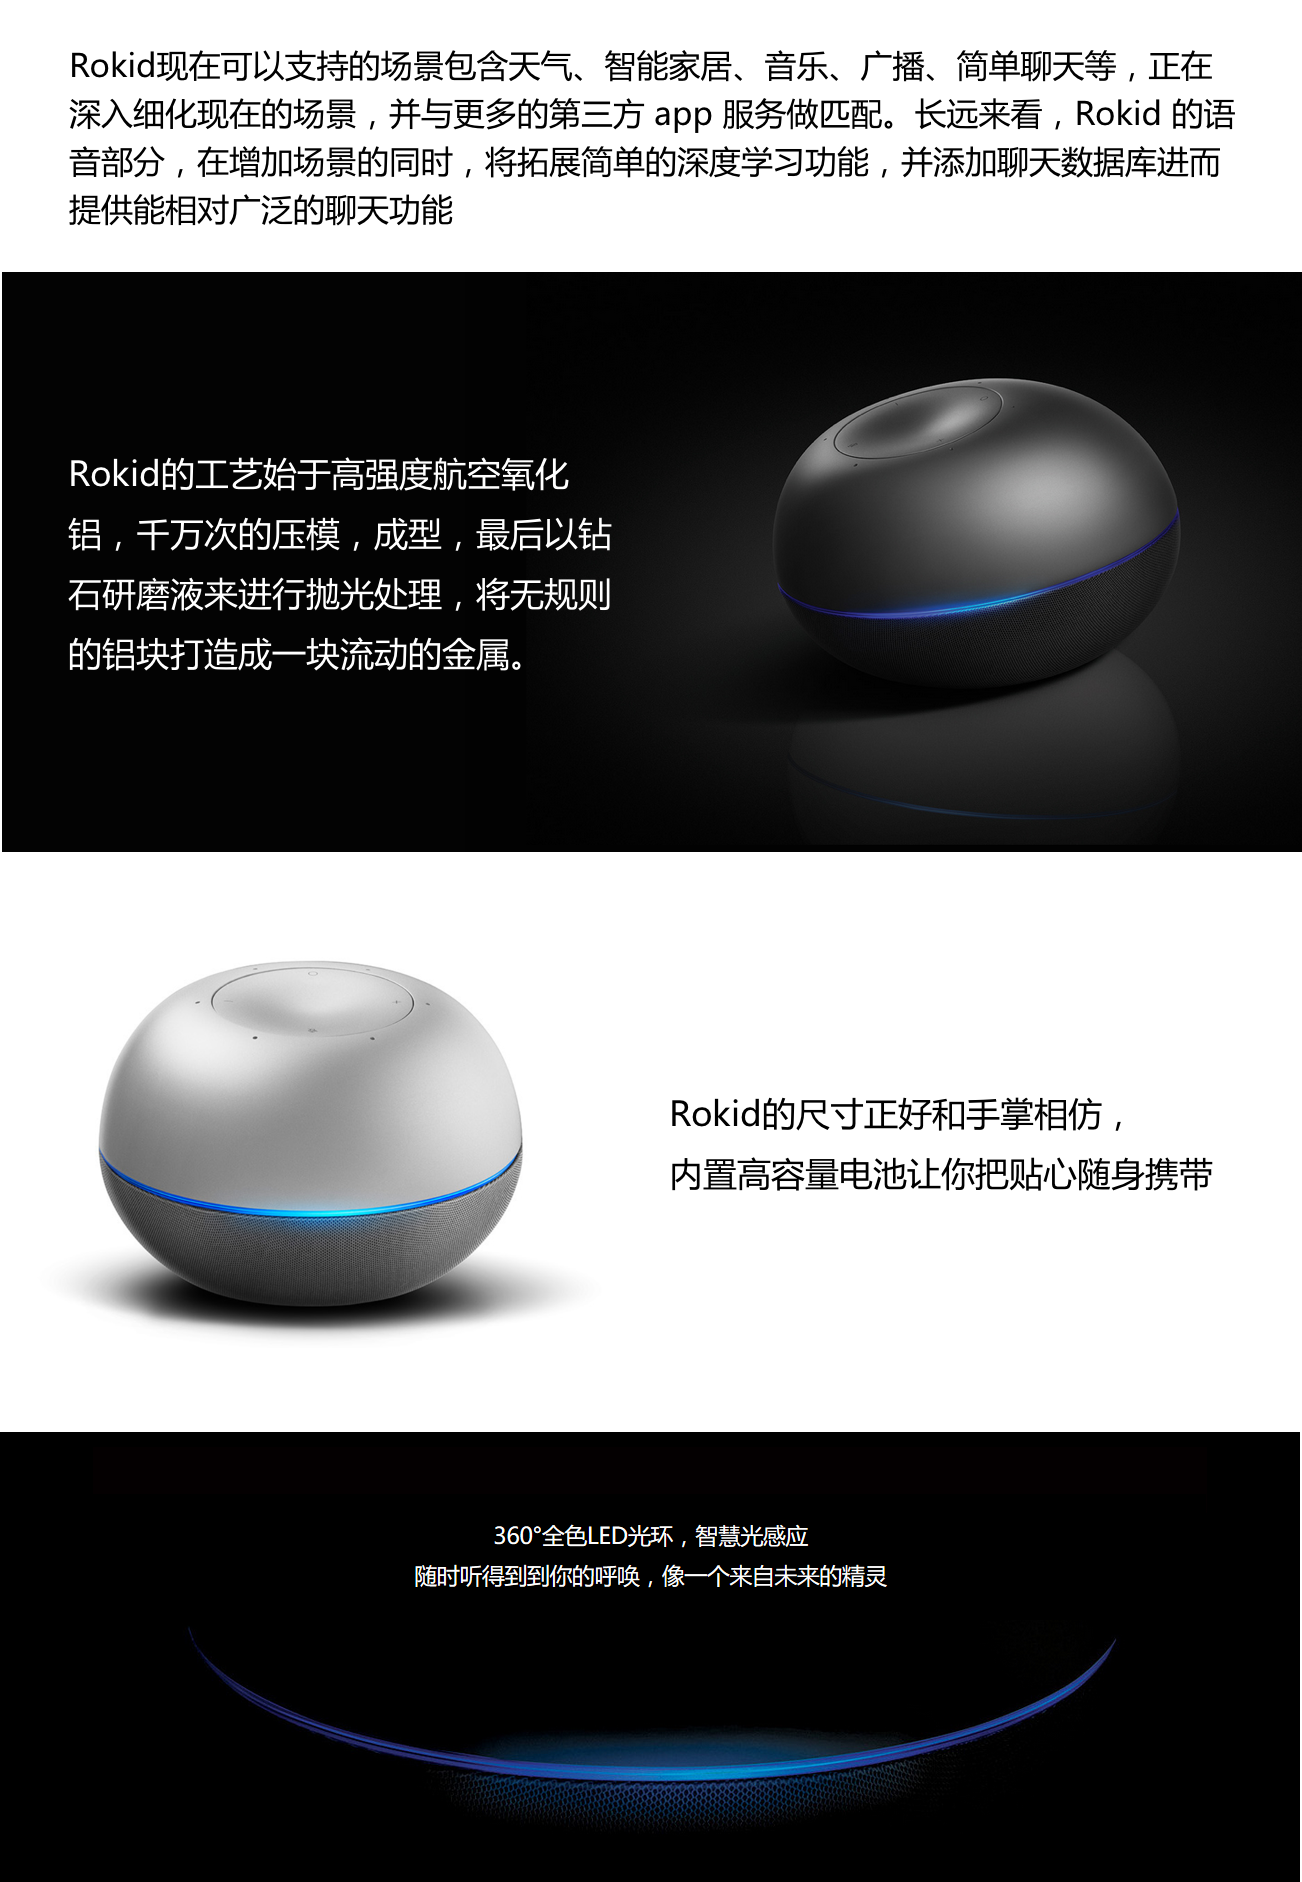 Rokid现在可以支持的场景包含天气、智能家居、音乐、广播、简单聊天等，正在
深入细化现在的场景，并与更多的第三方 app 服务做匹配。长远来看，Rokid 的语
音部分，在增加场景的同时，将拓展简单的深度学习功能，并添加聊天数据库进而
提供能相对广泛的聊天功能
Rokid的工艺始于高强度航空氧化
铝，千万次的压模，成型，最后以钻
石研磨液来进行抛光处理，将无规则
的铝块打造成一块流动的金属。
Rokid的尺寸正好和手掌相仿，
内置高容量电池让你把贴心随身携带
360°全色LED光环，智慧光感应
随时听得到到你的呼唤，像一个来自未来的精灵